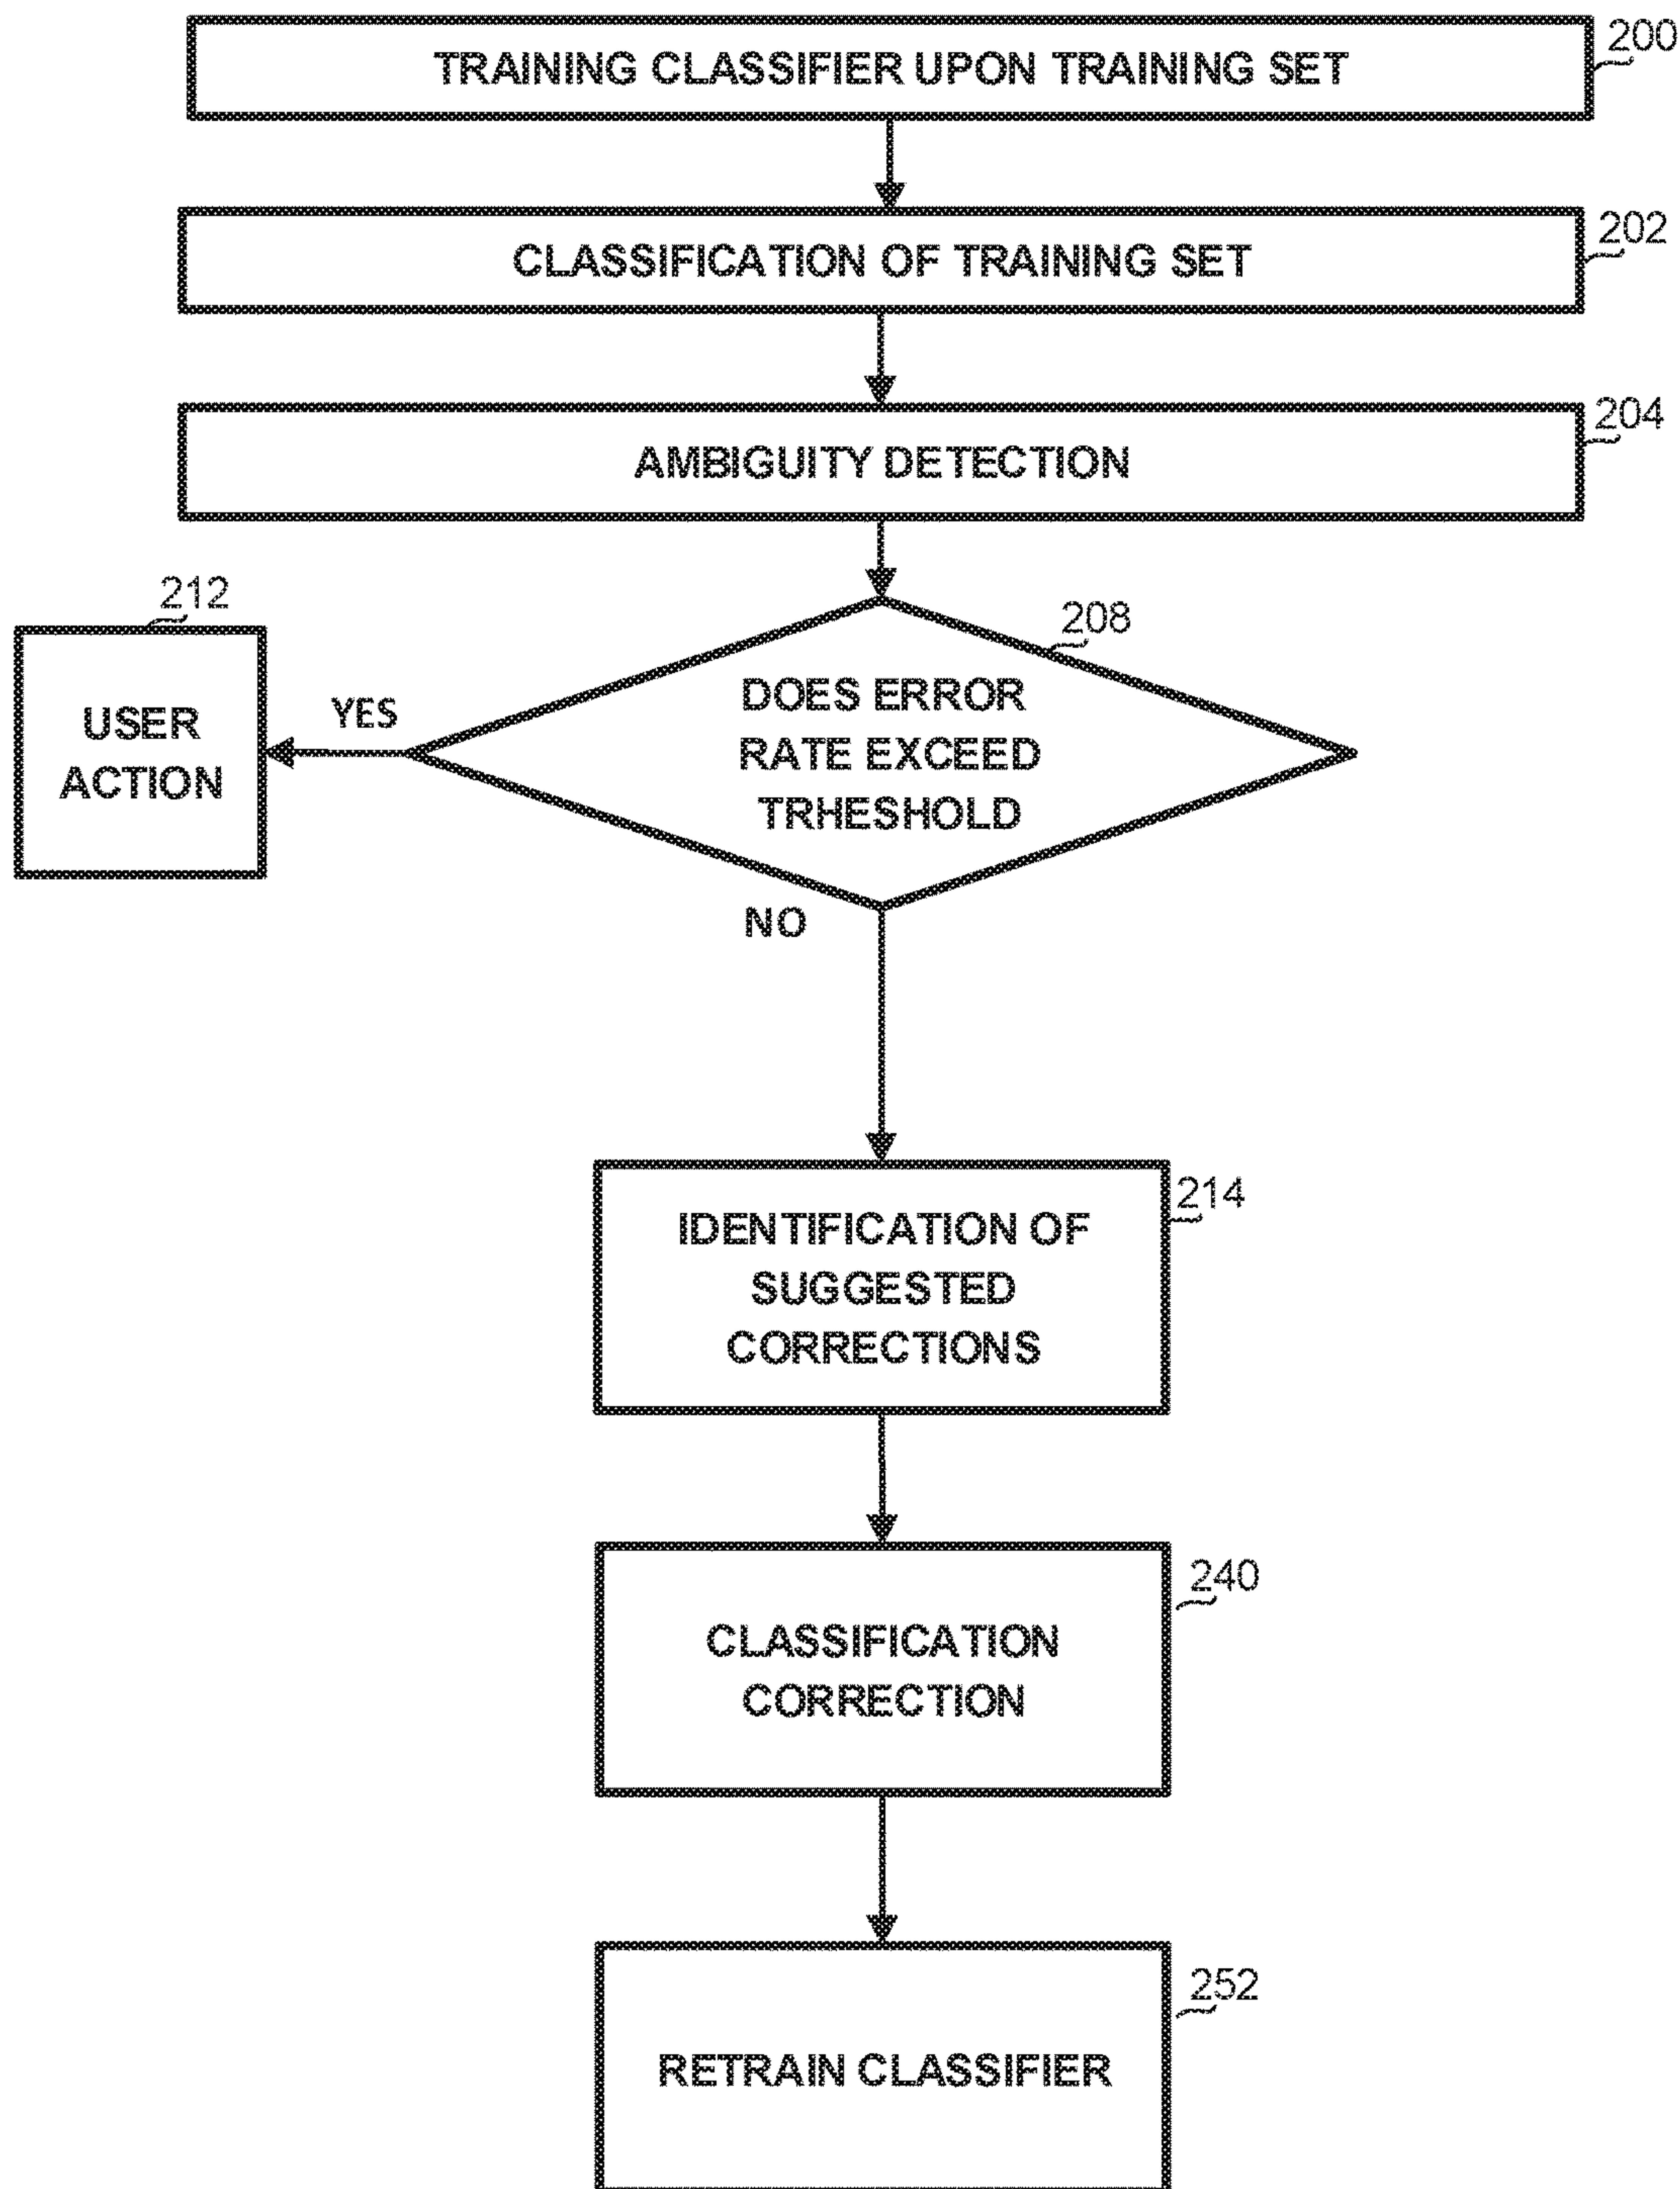 200
TRAINING CLASSIFIER UPON TRAINING SET
202
CLASSIFICATION OF TRAINING SET
204
AMBIGUITY DETECTION
212
USER
ACTION
YES
208
DOES ERROR
RATE EXCEED
TRHESHOLD
NO
214
IDENTIFICATION OF
SUGGESTED
CORRECTIONS
240
CLASSIFICATION
CORRECTION
252
RETRAIN CLASSIFIER